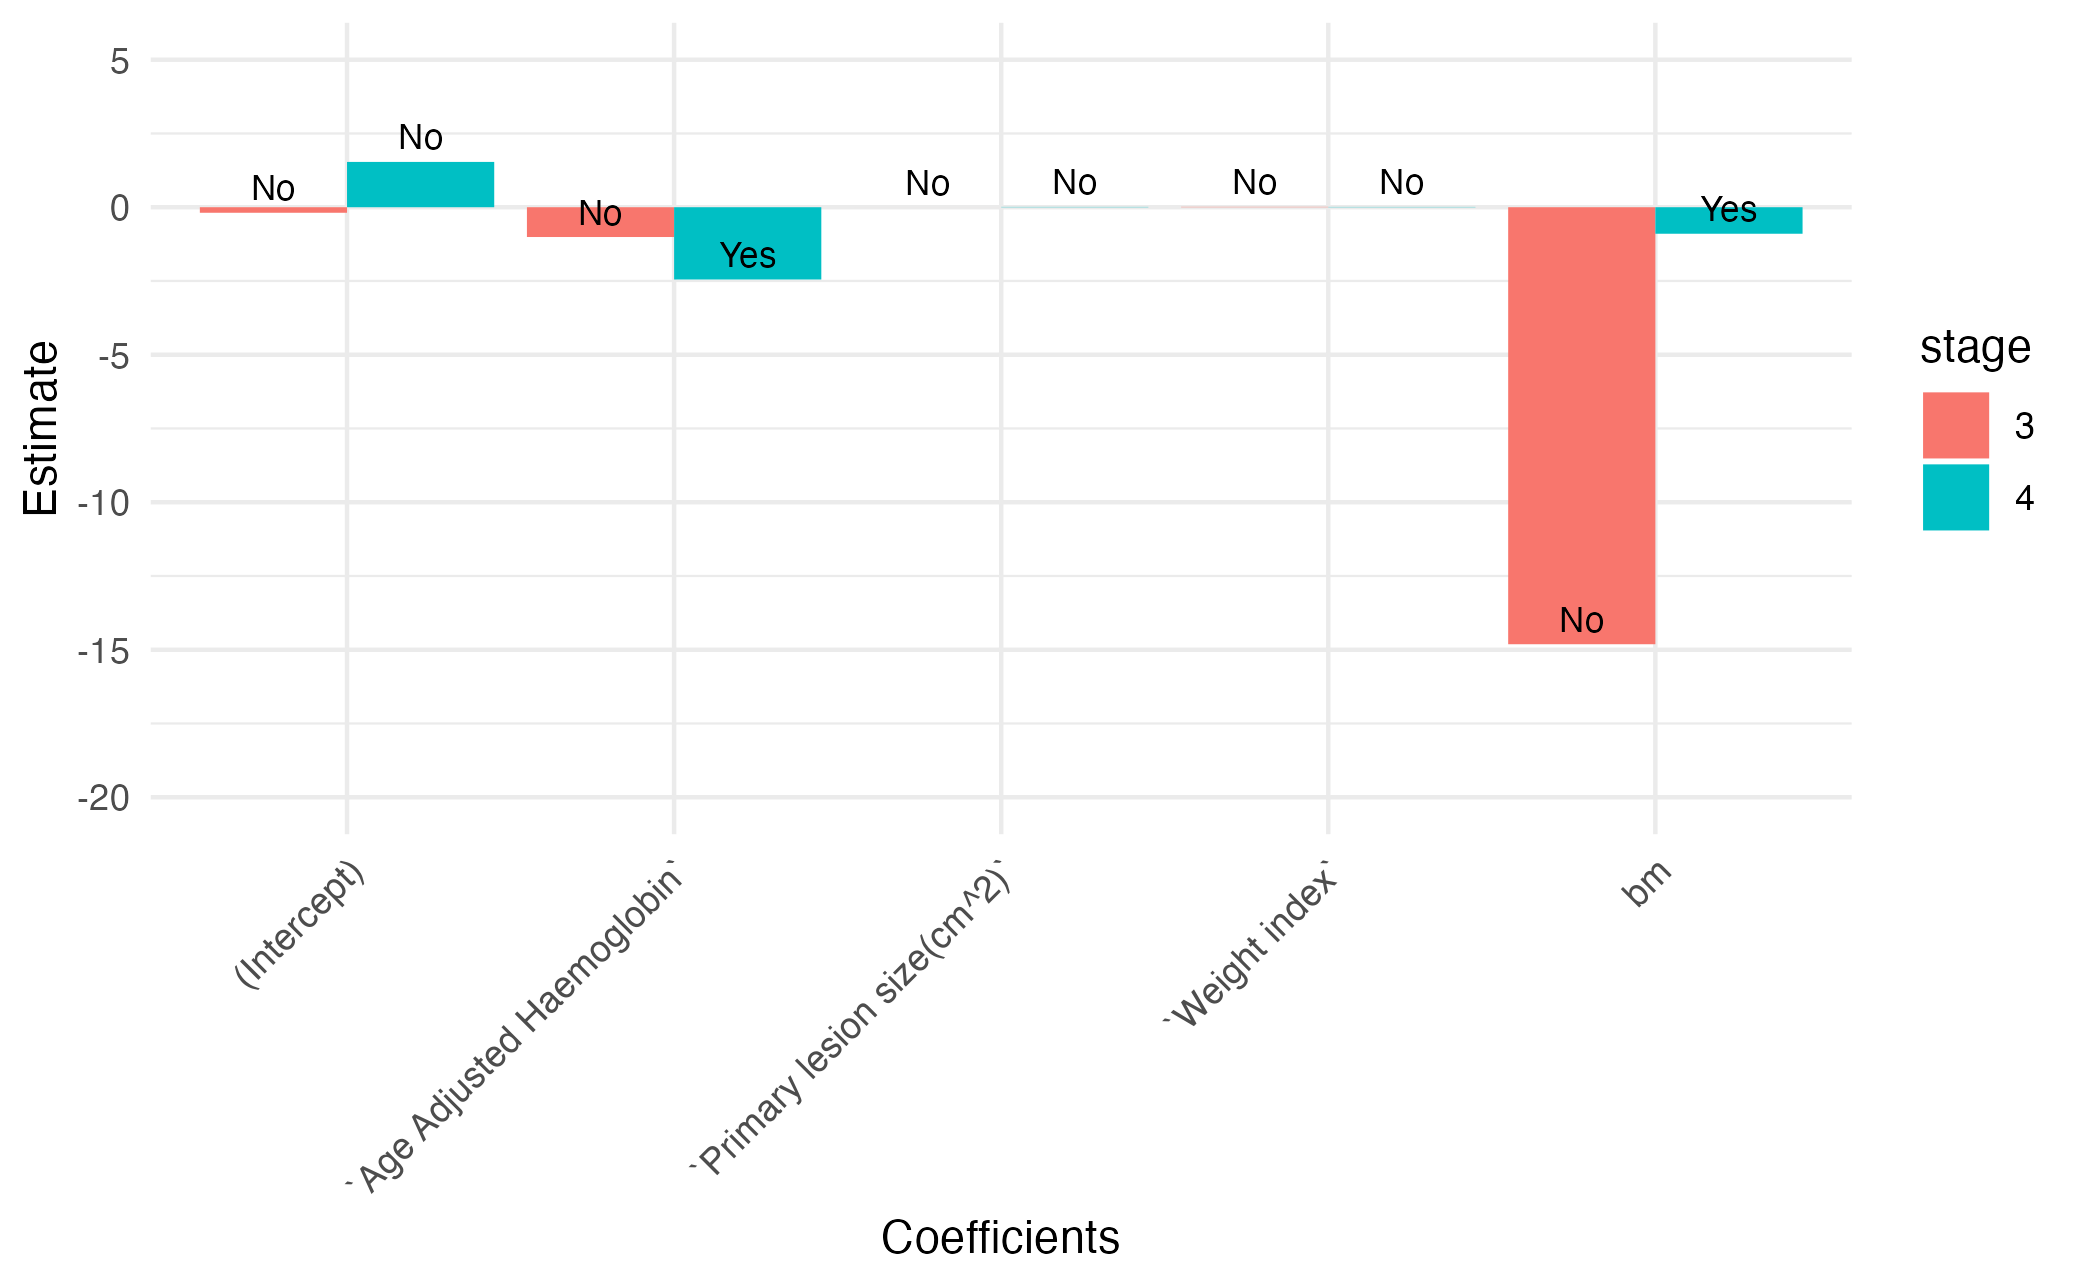 5
0
-5
-10
-15
-20
Estimate
No
No
No
Yes
No
No
No
No
No
Yes
(Intercept)
`Age Adjusted Haemoglobin`
`Primary lesion size(cm^2)`
`Weight index`
bm
Coefficients
stage
3
4